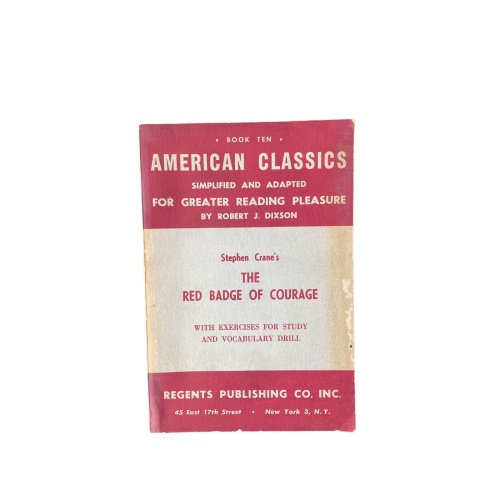 • BOOK TEN •
AMERICAN CLASSICS
SIMPLIFIED AND ADAPTED
FOR GREATER READING PLEASURE
BY ROBERT J. DIXSON
Stephen Crane's
THE
RED BADGE OF COURAGE
WITH EXERCISES FOR STUDY
AND VOCABULARY DRILL
REGENTS PUBLISHING CO. INC.
45 East 17th Street • New York 3, N. Y.